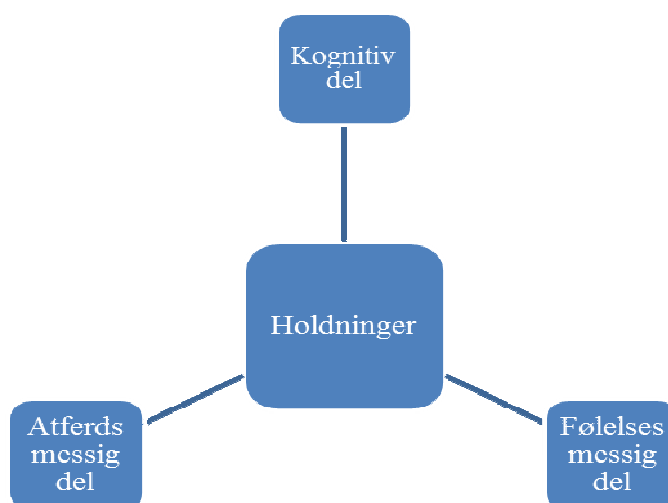 Kognitiv
del
Holdninger
Atferds
messig
del
Følelses
messig
del